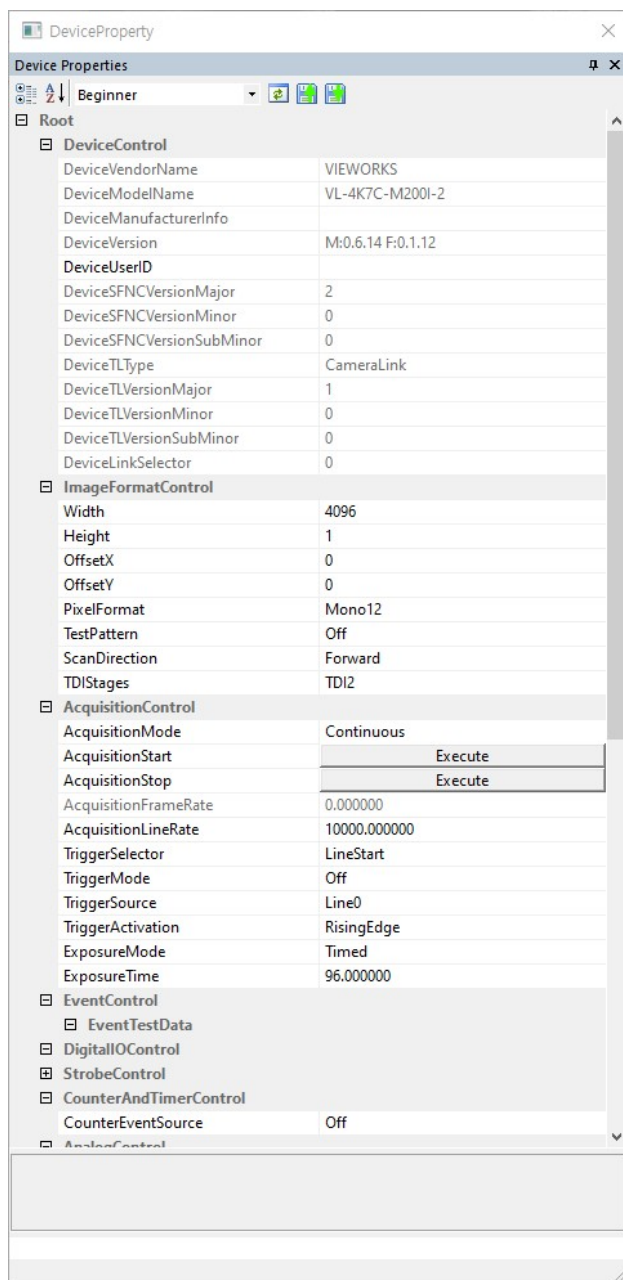 DeviceProperty
Device Properties
Beginner
Root
DeviceControl
DeviceVendorName VIEWORKS
DeviceModelName VL-4K7C-M200I-2
DeviceManufacturerInfo
DeviceVersion M:0.6.14 F:0.1.12
DeviceUserID
DeviceSFNCVersionMajor 2
DeviceSFNCVersionMinor 0
DeviceSFNCVersionSubMinor 0
DeviceTLType CameraLink
DeviceTLVersionMajor 1
DeviceTLVersionMinor 0
DeviceTLVersionSubMinor 0
DeviceLinkSelector 0
ImageFormatControl
Width 4096
Height 1
OffsetX 0
OffsetY 0
PixelFormat Mono12
TestPattern Off
ScanDirection Forward
TDIStages TDI2
AcquisitionControl
AcquisitionMode Continuous
AcquisitionStart Execute
AcquisitionStop Execute
AcquisitionFrameRate 0.000000
AcquisitionLineRate 10000.000000
TriggerSelector LineStart
TriggerMode Off
TriggerSource Line0
TriggerActivation RisingEdge
ExposureMode Timed
ExposureTime 96.000000
EventControl
EventTestData
DigitalIOControl
StrobeControl
CounterAndTimerControl
CounterEventSource Off
AnalogControl